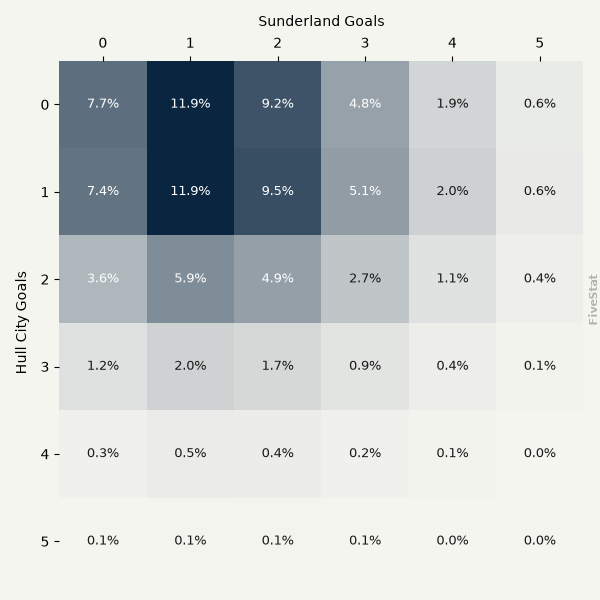 Sunderland Goals
0 1 2 3 4 5
0 7.7% 11.9% 9.2% 4.8% 1.9% 0.6%
1 7.4% 11.9% 9.5% 5.1% 2.0% 0.6%
2 3.6% 5.9% 4.9% 2.7% 1.1% 0.4%
3 1.2% 2.0% 1.7% 0.9% 0.4% 0.1%
4 0.3% 0.5% 0.4% 0.2% 0.1% 0.0%
5 0.1% 0.1% 0.1% 0.1% 0.0% 0.0%
Hull City Goals
FiveStat